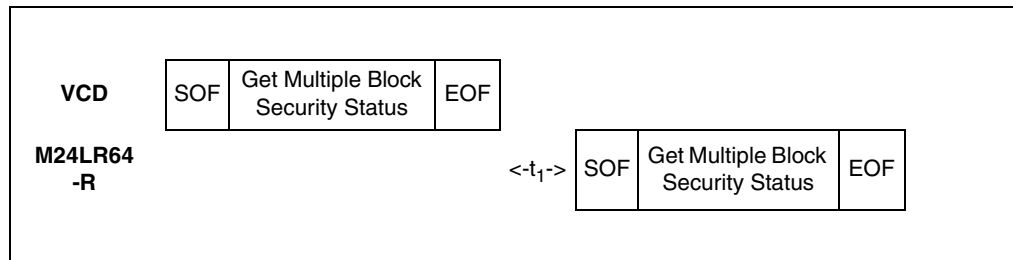 VCD
SOF
Get Multiple Block
Security Status
EOF
M24LR64
-R
<-t₁->
SOF
Get Multiple Block
Security Status
EOF